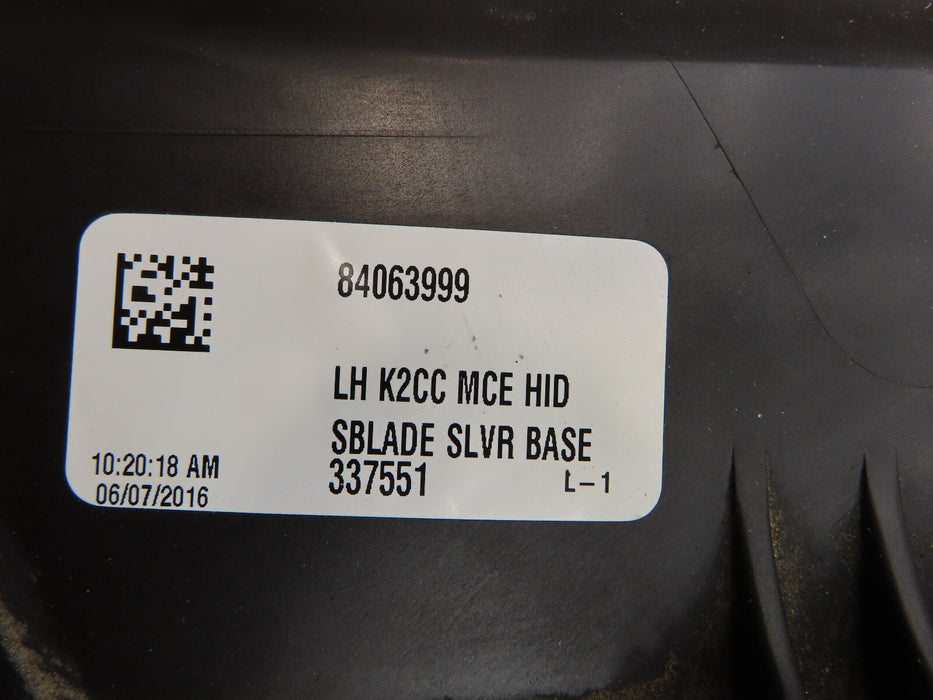 84063999
LH K2CC MCE HID
SBLADE SLVR BASE
337551 L-1
10:20:18 AM
06/07/2016